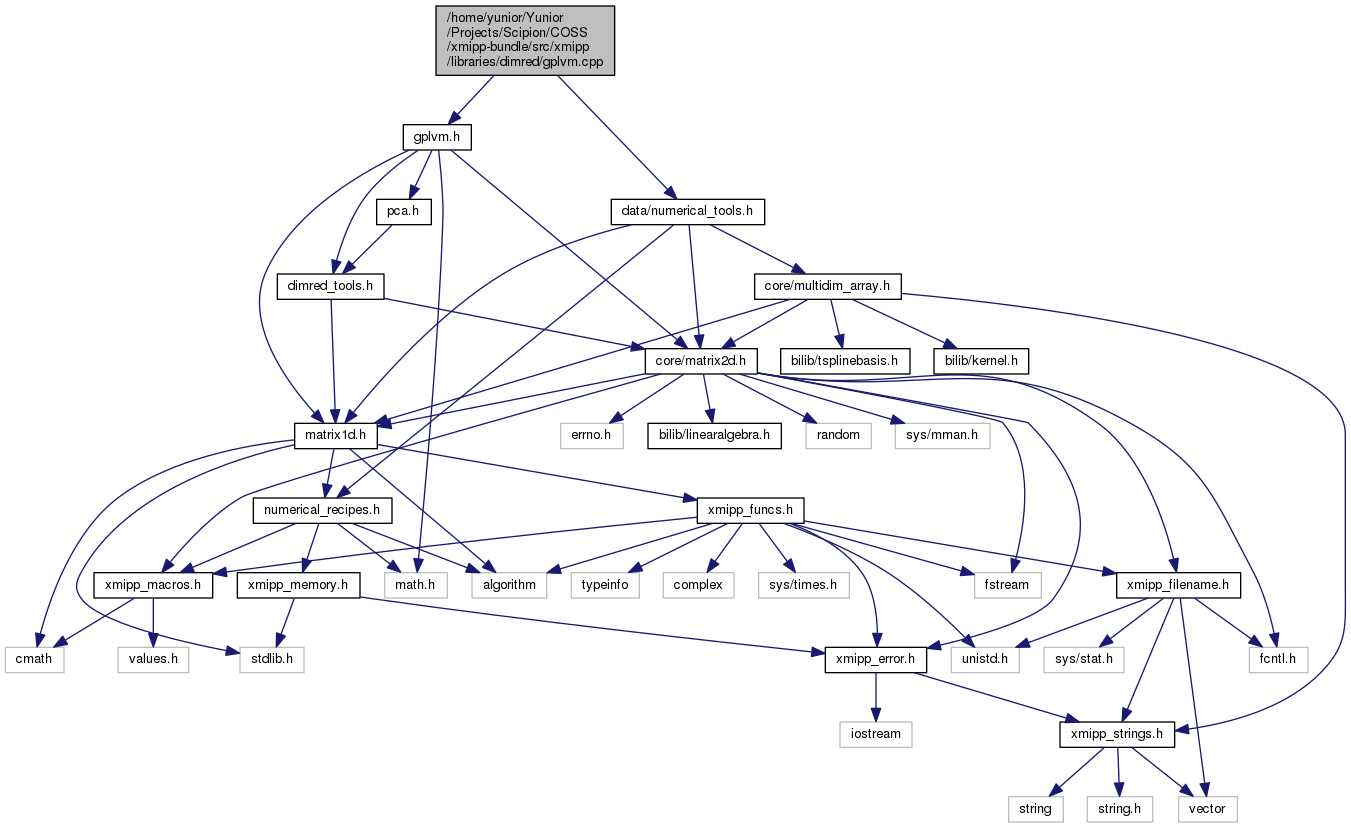 /home/yunior/Yunior
/Projects/Scipion/COSS
/xmipp-bundle/src/xmipp
/libraries/dimred/gplvm.cpp
gplvm.h
pca.h
data/numerical_tools.h
dimred_tools.h
core/multidim_array.h
core/matrix2d.h
bilib/tsplinebasis.h
bilib/kernel.h
matrix1d.h
errno.h
bilib/linearalgebra.h
random
sys/mman.h
numerical_recipes.h
xmipp_funcs.h
xmipp_macros.h
xmipp_memory.h
math.h
algorithm
typeinfo
complex
sys/times.h
fstream
xmipp_filename.h
cmath
values.h
stdlib.h
xmipp_error.h
unistd.h
sys/stat.h
fcntl.h
iostream
xmipp_strings.h
string
string.h
vector